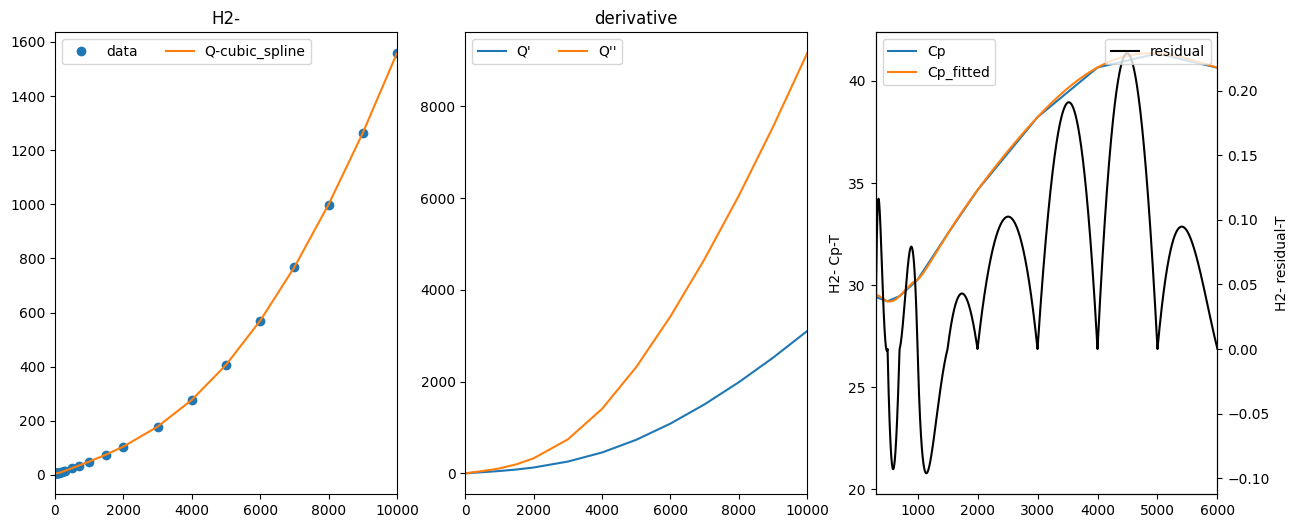 H2-
data
Q-cubic_spline
1600
1400
1200
1000
800
600
400
200
0
0 2000 4000 6000 8000 10000
derivative
Q'
Q''
8000
6000
4000
2000
0
0 2000 4000 6000 8000 10000
Cp
Cp_fitted
residual
H2- Cp-T
40
35
30
25
20
1000 2000 3000 4000 5000 6000
0.20
0.15
0.10
0.05
0.00
−0.05
−0.10
H2- residual-T